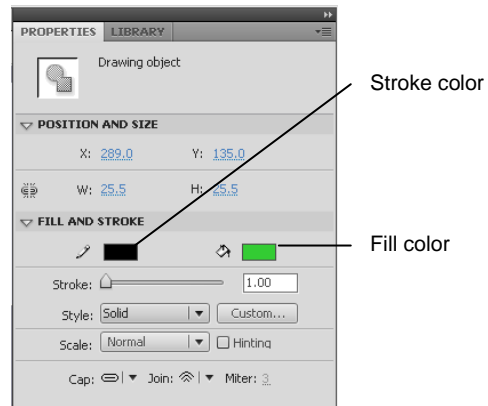 PROPERTIES LIBRARY
Drawing object
Stroke color
POSITION AND SIZE
X: 289.0 Y: 135.0
W: 25.5 H: 25.5
FILL AND STROKE
Fill color
Stroke: 1.00
Style: Solid Custom...
Scale: Normal Hinting
Cap: Join: Miter: 3